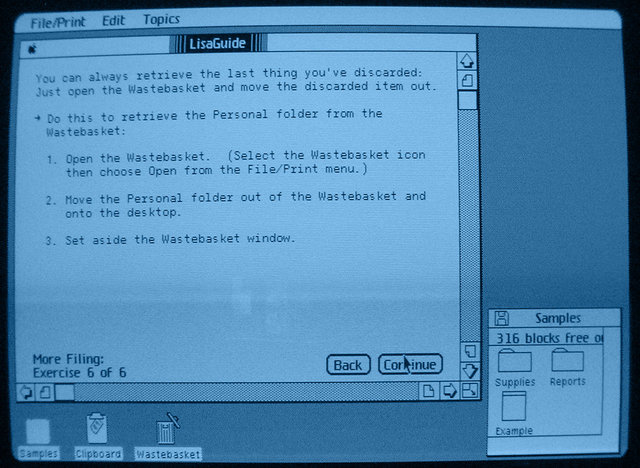 File/Print Edit Topics
LisaGuide
You can always retrieve the last thing you've discarded:
Just open the Wastebasket and move the discarded item out.
→ Do this to retrieve the Personal folder from the
Wastebasket:
1. Open the Wastebasket. (Select the Wastebasket icon
then choose Open from the File/Print menu.)
2. Move the Personal folder out of the Wastebasket and
onto the desktop.
3. Set aside the Wastebasket window.
More Filing:
Exercise 6 of 6
Back Continue
Samples
316 blocks free o
Supplies Reports
Example
Samples Clipboard Wastebasket